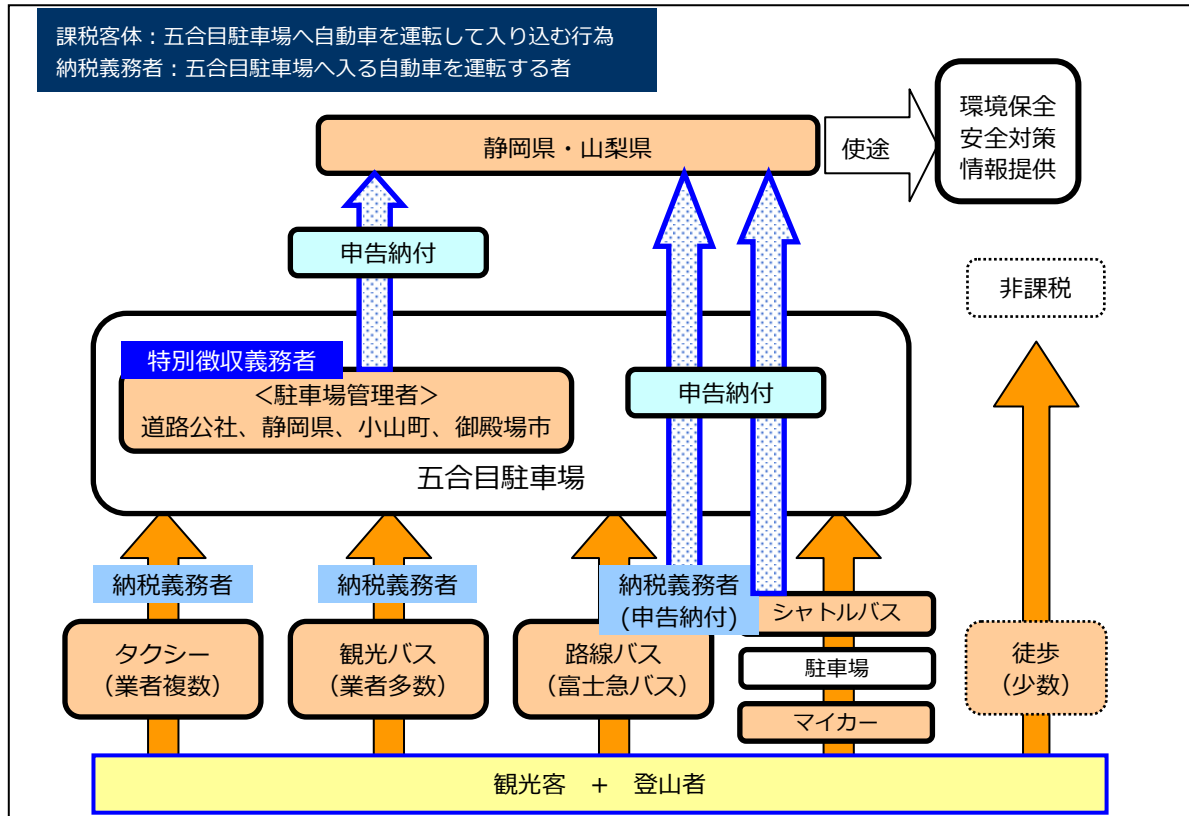 課税客体：五合目駐車場へ自動車を運転して入り込む行為
納税義務者：五合目駐車場へ入る自動車を運転する者
静岡県・山梨県
使途
環境保全
安全対策
情報提供
申告納付
非課税
特別徴収義務者
＜駐車場管理者＞
道路公社、静岡県、小山町、御殿場市
申告納付
五合目駐車場
納税義務者
納税義務者
納税義務者
(申告納付)
タクシー
（業者複数）
観光バス
（業者多数）
路線バス
（富士急バス）
シャトルバス
駐車場
マイカー
徒歩
（少数）
観光客　＋　登山者